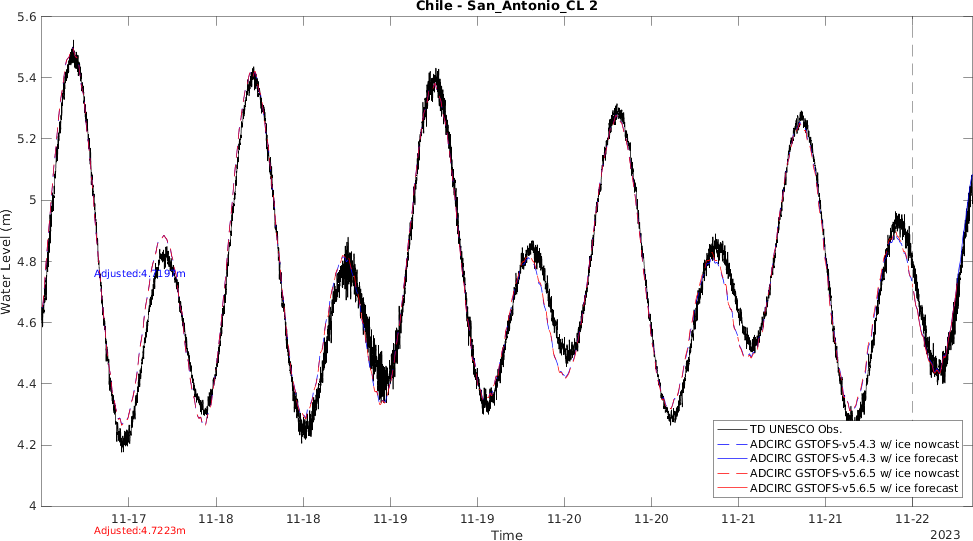 Chile - San_Antonio_CL 2
5.6
5.4
5.2
5
4.8
4.6
4.4
4.2
4
Water Level (m)
Adjusted:
TD UNESCO Obs.
ADCIRC GSTOFS-v5.4.3 w/ ice nowcast
ADCIRC GSTOFS-v5.4.3 w/ ice forecast
ADCIRC GSTOFS-v5.6.5 w/ ice nowcast
ADCIRC GSTOFS-v5.6.5 w/ ice forecast
11-17 11-18 11-18 11-19 11-19 11-20 11-20 11-21 11-21 11-22
Adjusted:4.7223m
Time
2023